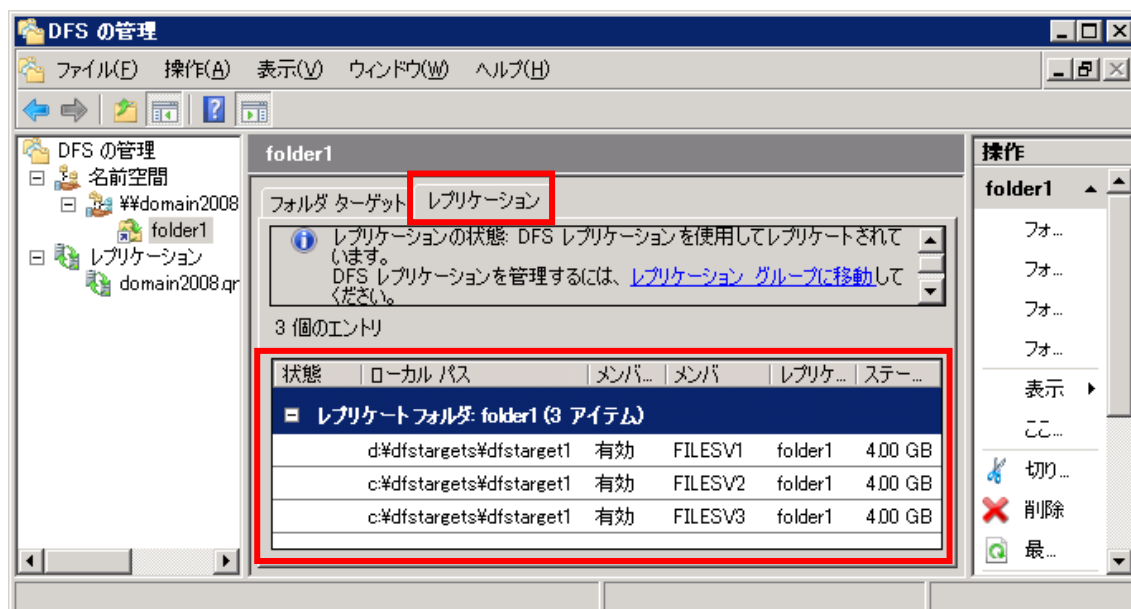 DFS の管理
ファイル(F) 操作(A) 表示(V) ウィンドウ(W) ヘルプ(H)
DFS の管理
名前空間
¥¥domain2008
folder1
レプリケーション
domain2008.gr
folder1
フォルダ ターゲット レプリケーション
レプリケーションの状態: DFS レプリケーションを使用してレプリケートされて
います。
DFS レプリケーションを管理するには、レプリケーション グループに移動して
ください。
3 個のエントリ
状態 ローカル パス メンバ... メンバ レプリケ... ステー...
レプリケート フォルダ: folder1 (3 アイテム)
d:¥dfstargets¥dfstarget1 有効 FILESV1 folder1 4.00 GB
c:¥dfstargets¥dfstarget1 有効 FILESV2 folder1 4.00 GB
c:¥dfstargets¥dfstarget1 有効 FILESV3 folder1 4.00 GB
操作
folder1
フォ...
フォ...
フォ...
フォ...
表示
ここ...
切り...
削除
最...